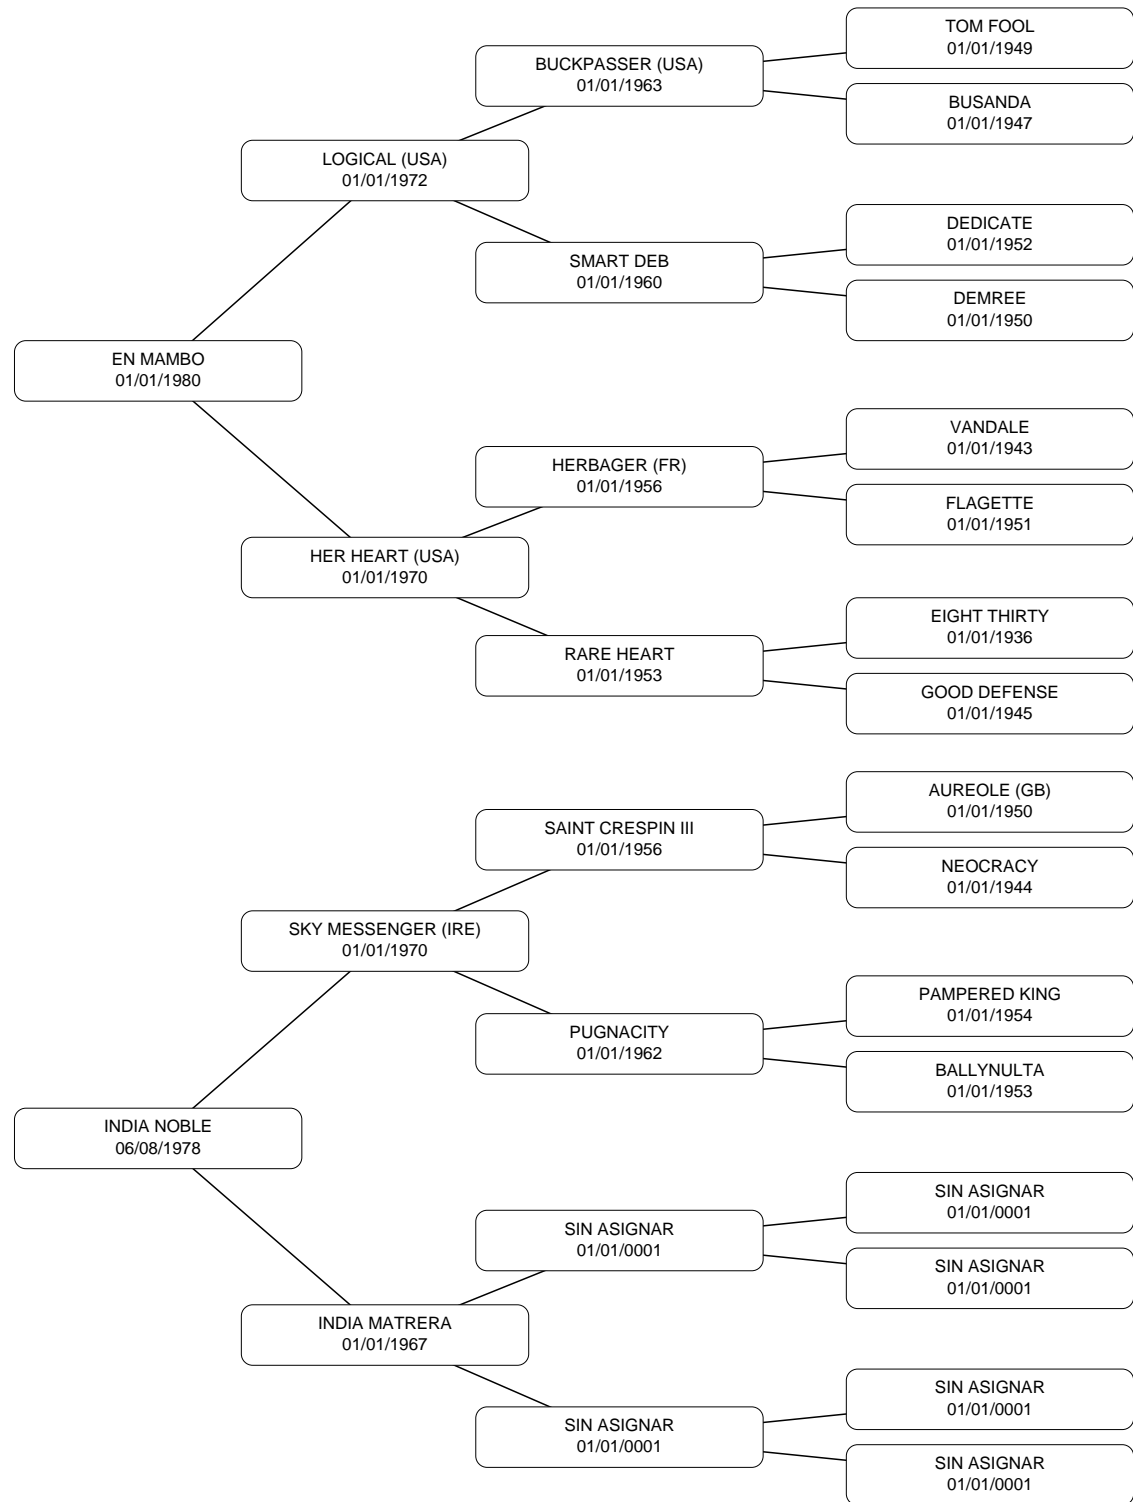 TOM FOOL
01/01/1949
BUCKPASSER (USA)
01/01/1963
BUSANDA
01/01/1947
LOGICAL (USA)
01/01/1972
DEDICATE
01/01/1952
SMART DEB
01/01/1960
DEMREE
01/01/1950
EN MAMBO
01/01/1980
VANDALE
01/01/1943
HERBAGER (FR)
01/01/1956
FLAGETTE
01/01/1951
HER HEART (USA)
01/01/1970
EIGHT THIRTY
01/01/1936
RARE HEART
01/01/1953
GOOD DEFENSE
01/01/1945
AUREOLE (GB)
01/01/1950
SAINT CRESPIN III
01/01/1956
NEOCRACY
01/01/1944
SKY MESSENGER (IRE)
01/01/1970
PAMPERED KING
01/01/1954
PUGNACITY
01/01/1962
BALLYNULTA
01/01/1953
INDIA NOBLE
06/08/1978
SIN ASIGNAR
01/01/0001
SIN ASIGNAR
01/01/0001
SIN ASIGNAR
01/01/0001
INDIA MATRERA
01/01/1967
SIN ASIGNAR
01/01/0001
SIN ASIGNAR
01/01/0001
SIN ASIGNAR
01/01/0001